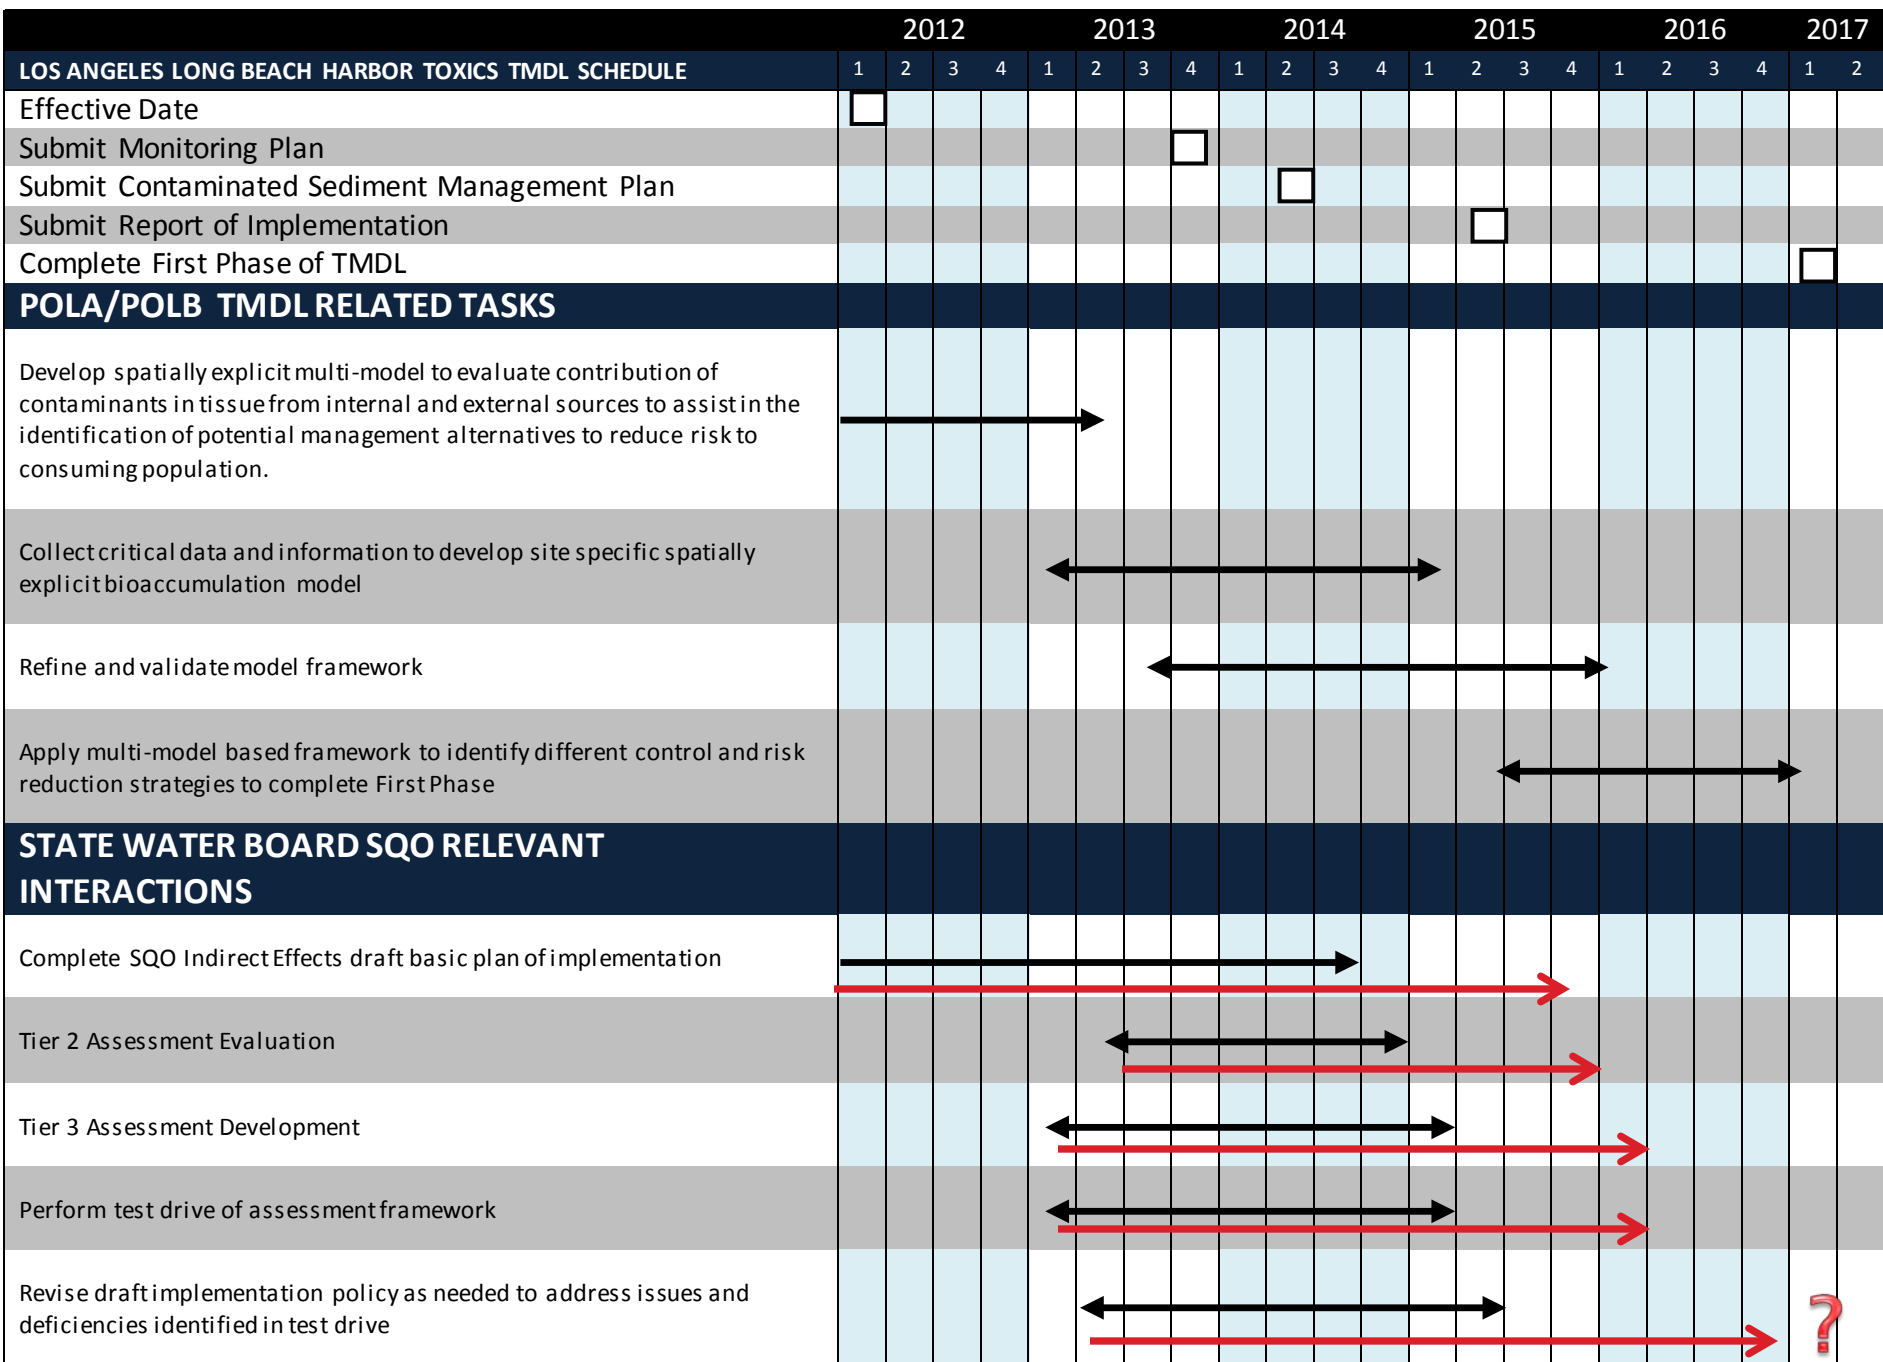 2012 2013 2014 2015 2016 2017
LOS ANGELES LONG BEACH HARBOR TOXICS TMDL SCHEDULE 1 2 3 4 1 2 3 4 1 2 3 4 1 2 3 4 1 2 3 4 1 2
Effective Date
Submit Monitoring Plan
Submit Contaminated Sediment Management Plan
Submit Report of Implementation
Complete First Phase of TMDL
POLA/POLB TMDL RELATED TASKS
Develop spatially explicit multi-model to evaluate contribution of
contaminants in tissue from internal and external sources to assist in the
identification of potential management alternatives to reduce risk to
consuming population.
Collect critical data and information to develop site specific spatially
explicit bioaccumulation model
Refine and validate model framework
Apply multi-model based framework to identify different control and risk
reduction strategies to complete First Phase
STATE WATER BOARD SQO RELEVANT
INTERACTIONS
Complete SQO Indirect Effects draft basic plan of implementation
Tier 2 Assessment Evaluation
Tier 3 Assessment Development
Perform test drive of assessment framework
Revise draft implementation policy as needed to address issues and
deficiencies identified in test drive
?